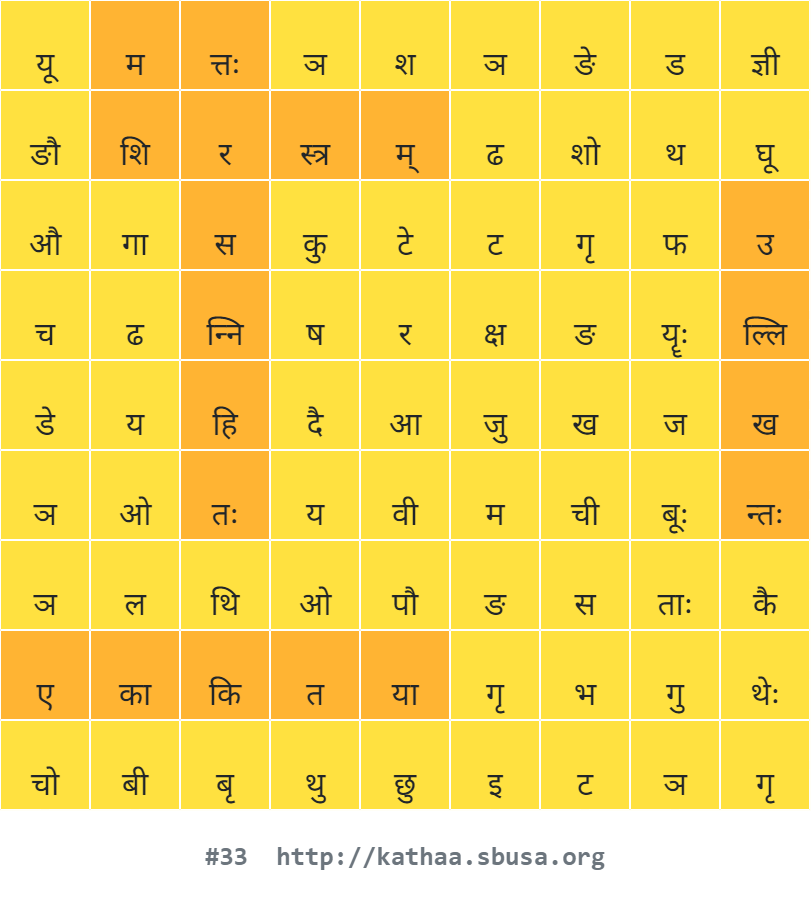 यू म त्तः ञ श ञ ङे ड ज्ञी
ङौ शि र स्त्र म् ढ शो थ घू
औ गा स कु टे ट गृ फ उ
च ढ न्नि ष र क्ष ङ यॄः ल्लि
डे य हि दै आ जु ख ज ख
ञ ओ तः य वी म ची बूः न्तः
ञ ल थि ओ पौ ङ स ताः कै
ए का कि त या गृ भ गु थेः
चो बी बृ थु छु इ ट ञ गृ
#33 http://kathaa.sbusa.org